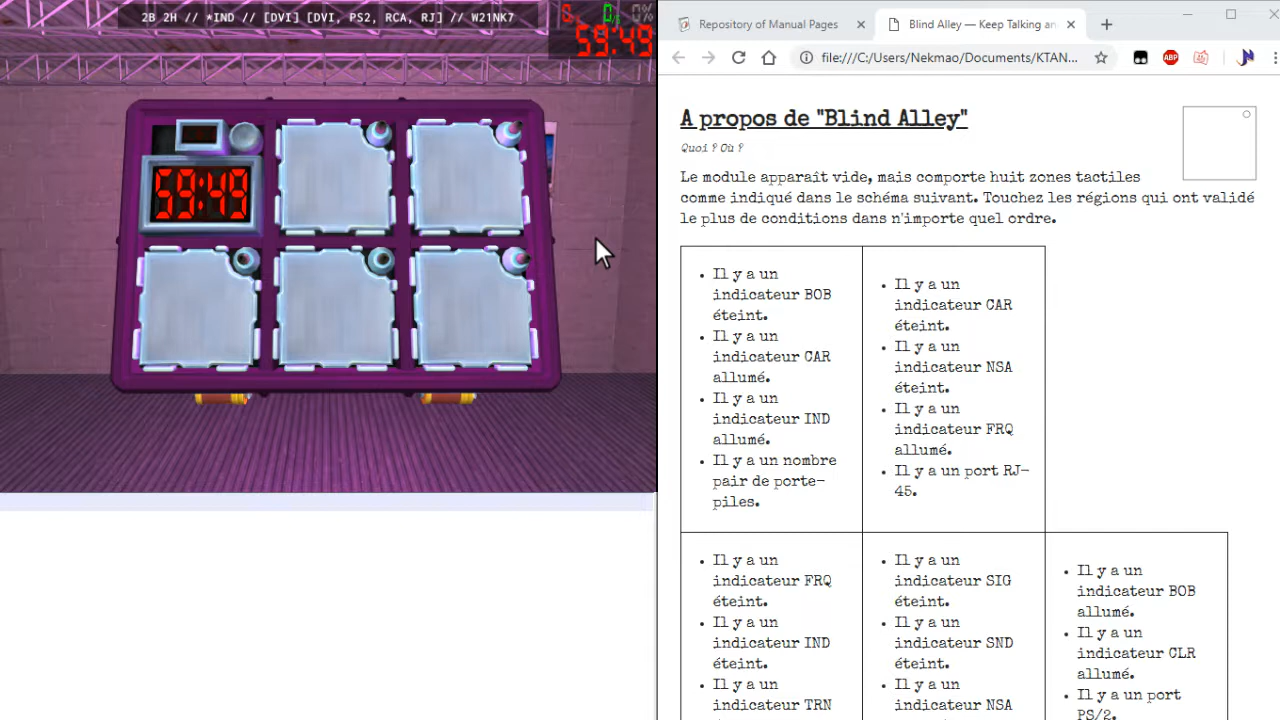 2B 2H // *IND // [DVI] [DVI, PS2, RCA, RJ] // W21NK7
0%
59:49
59:49
Repository of Manual Pages
Blind Alley — Keep Talking an
file:///C:/Users/Nekmao/Documents/KTAN...
ABP
A propos de "Blind Alley"
Quoi ? Où ?
Le module apparait vide, mais comporte huit zones tactiles
comme indiqué dans le schéma suivant. Touchez les régions qui ont validé
le plus de conditions dans n'importe quel ordre.
• Il y a un
indicateur BOB
éteint.
• Il y a un
indicateur CAR
allumé.
• Il y a un
indicateur IND
allumé.
• Il y a un nombre
pair de porte-
piles.
• Il y a un
indicateur CAR
éteint.
• Il y a un
indicateur NSA
éteint.
• Il y a un
indicateur FRQ
allumé.
• Il y a un port RJ-
45.
• Il y a un
indicateur FRQ
éteint.
• Il y a un
indicateur IND
éteint.
• Il y a un
indicateur TRN
• Il y a un
indicateur SIG
éteint.
• Il y a un
indicateur SND
éteint.
• Il y a un
indicateur NSA
• Il y a un
indicateur BOB
allumé.
• Il y a un
indicateur CLR
allumé.
• Il y a un port
PS/2.